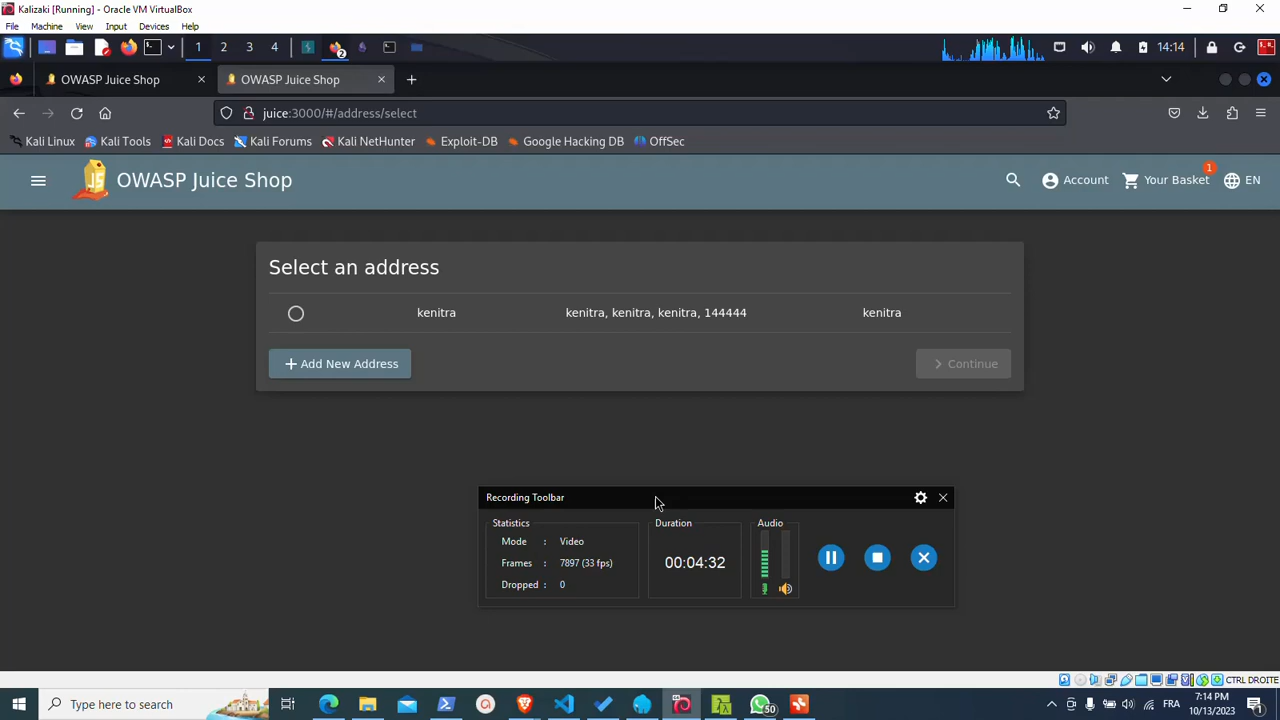 Kalizaki [Running] - Oracle VM VirtualBox
File Machine View Input Devices Help
1 2 3 4 2 14:14
OWASP Juice Shop OWASP Juice Shop
juice:3000/#/address/select
Kali Linux Kali Tools Kali Docs Kali Forums Kali NetHunter Exploit-DB Google Hacking DB OffSec
OWASP Juice Shop Account Your Basket 1 EN
Select an address
kenitra kenitra, kenitra, kenitra, 144444 kenitra
Add New Address Continue
Recording Toolbar
Statistics Duration Audio
Mode : Video
Frames : 7897 (33 fps) 00:04:32
Dropped : 0
CTRL DROITE
Type here to search 50 FRA 7:14 PM
10/13/2023